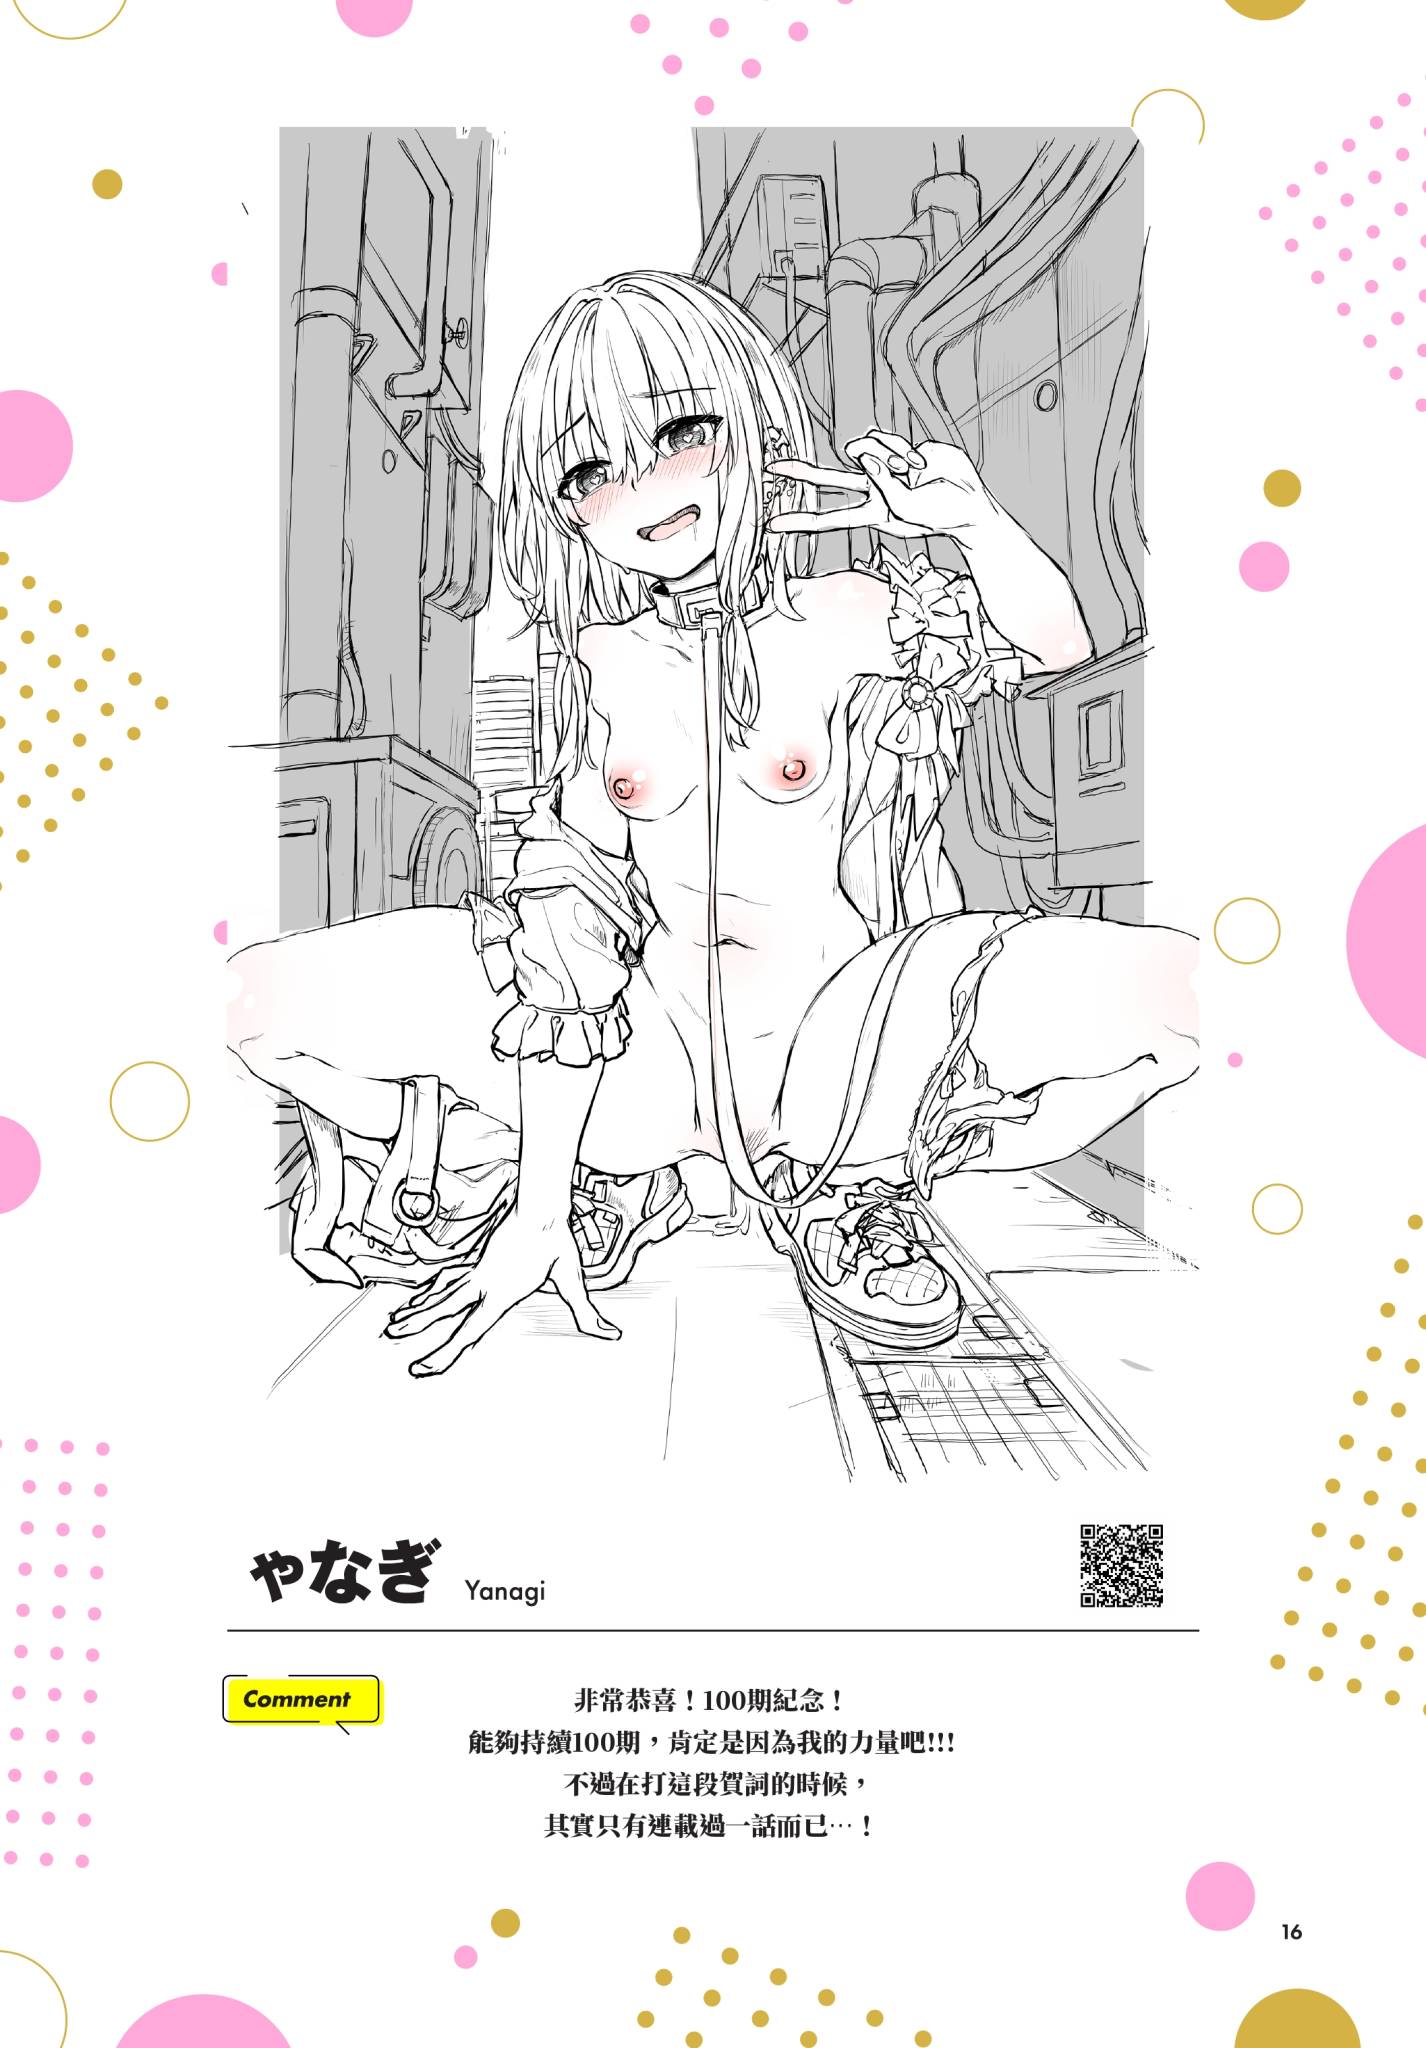 やなぎ Yanagi
Comment
非常恭喜！100期紀念！
能夠持續100期，肯定是因為我的力量吧!!!
不過在打這段賀詞的時候，
其實只有連載過一話而已…！
16